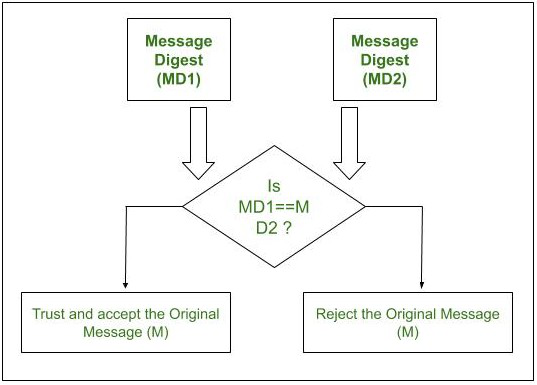 Message
Digest
(MD1)
Message
Digest
(MD2)
Is
MD1==M
D2 ?
Trust and accept the Original
Message (M)
Reject the Original Message
(M)